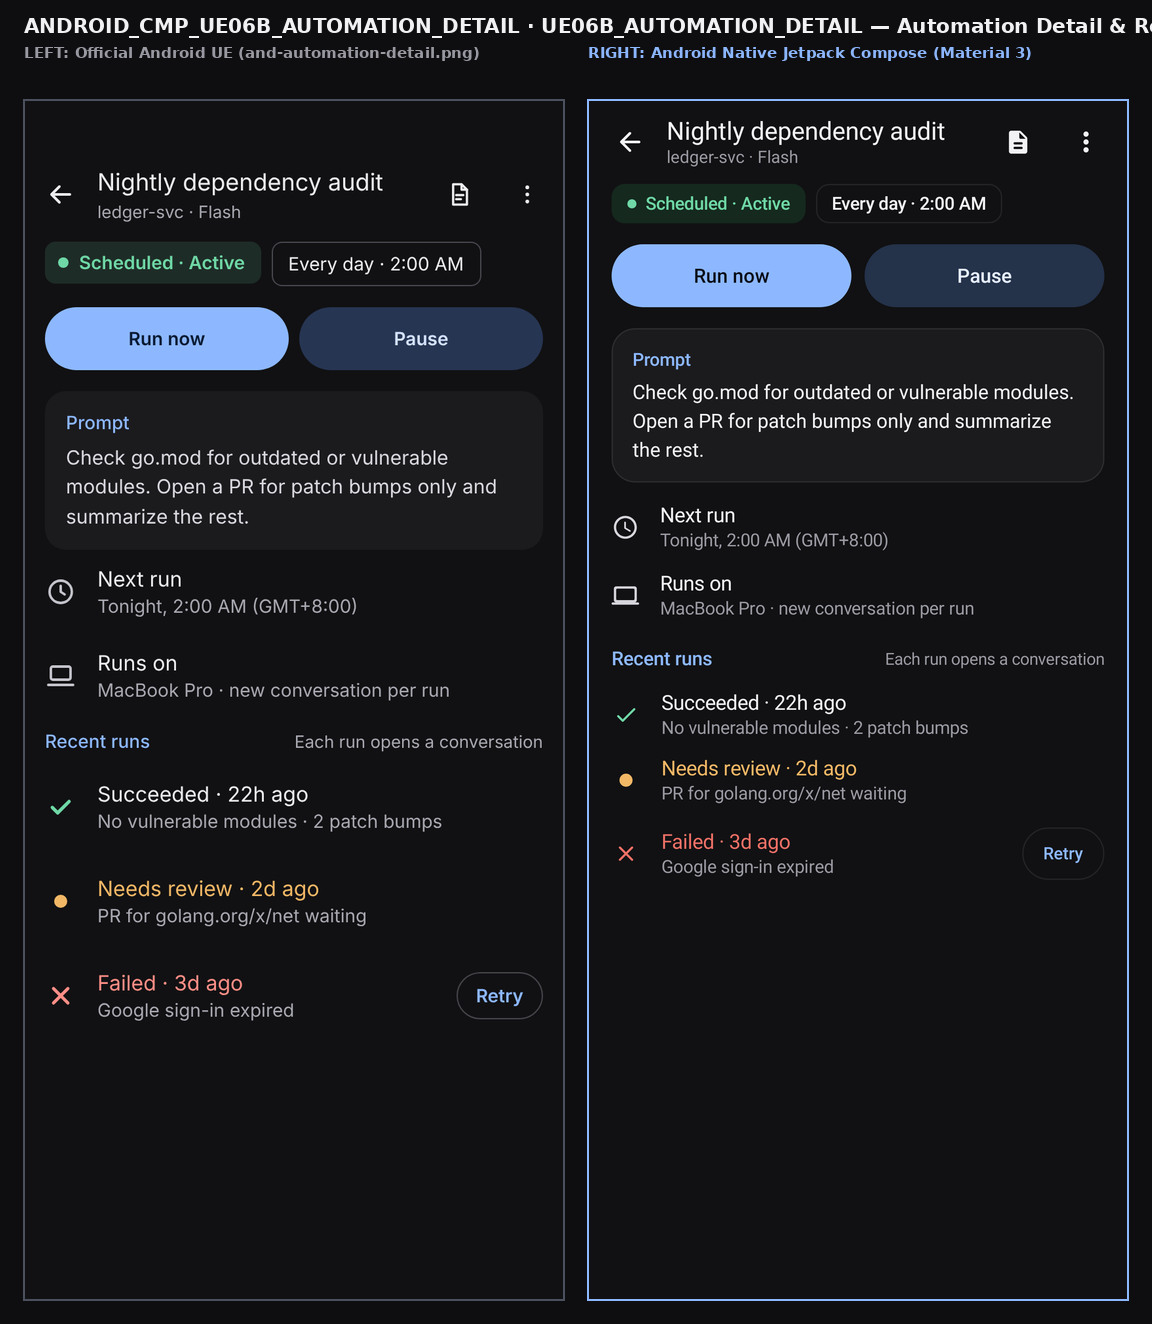 ANDROID_CMP_UE06B_AUTOMATION_DETAIL · UE06B_AUTOMATION_DETAIL — Automation Detail &
LEFT: Official Android UE (and-automation-detail.png)
RIGHT: Android Native Jetpack Compose (Material 3)
Nightly dependency audit
ledger-svc · Flash
Scheduled · Active
Every day · 2:00 AM
Run now
Pause
Prompt
Check go.mod for outdated or vulnerable
modules. Open a PR for patch bumps only and
summarize the rest.
Next run
Tonight, 2:00 AM (GMT+8:00)
Runs on
MacBook Pro · new conversation per run
Recent runs
Each run opens a conversation
Succeeded · 22h ago
No vulnerable modules · 2 patch bumps
Needs review · 2d ago
PR for golang.org/x/net waiting
Failed · 3d ago
Google sign-in expired
Retry
Nightly dependency audit
ledger-svc · Flash
Scheduled · Active
Every day · 2:00 AM
Run now
Pause
Prompt
Check go.mod for outdated or vulnerable modules.
Open a PR for patch bumps only and summarize
the rest.
Next run
Tonight, 2:00 AM (GMT+8:00)
Runs on
MacBook Pro · new conversation per run
Recent runs
Each run opens a conversation
Succeeded · 22h ago
No vulnerable modules · 2 patch bumps
Needs review · 2d ago
PR for golang.org/x/net waiting
Failed · 3d ago
Google sign-in expired
Retry